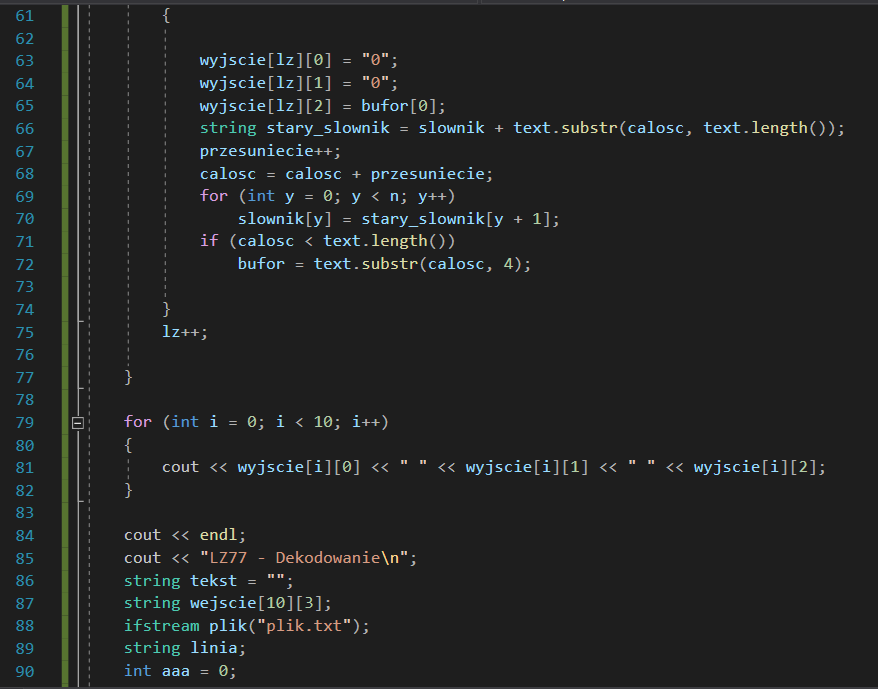 61 {
62
63 wyjscie[lz][0] = "0";
64 wyjscie[lz][1] = "0";
65 wyjscie[lz][2] = bufor[0];
66 string stary_slownik = slownik + text.substr(calosc, text.length());
67 przesuniecie++;
68 calosc = calosc + przesuniecie;
69 for (int y = 0; y < n; y++)
70 slownik[y] = stary_slownik[y + 1];
71 if (calosc < text.length())
72 bufor = text.substr(calosc, 4);
73
74 }
75 lz++;
76
77 }
78
79 for (int i = 0; i < 10; i++)
80 {
81 cout << wyjscie[i][0] << " " << wyjscie[i][1] << " " << wyjscie[i][2];
82 }
83
84 cout << endl;
85 cout << "LZ77 - Dekodowanie\n";
86 string tekst = "";
87 string wejscie[10][3];
88 ifstream plik("plik.txt");
89 string linia;
90 int aaa = 0;